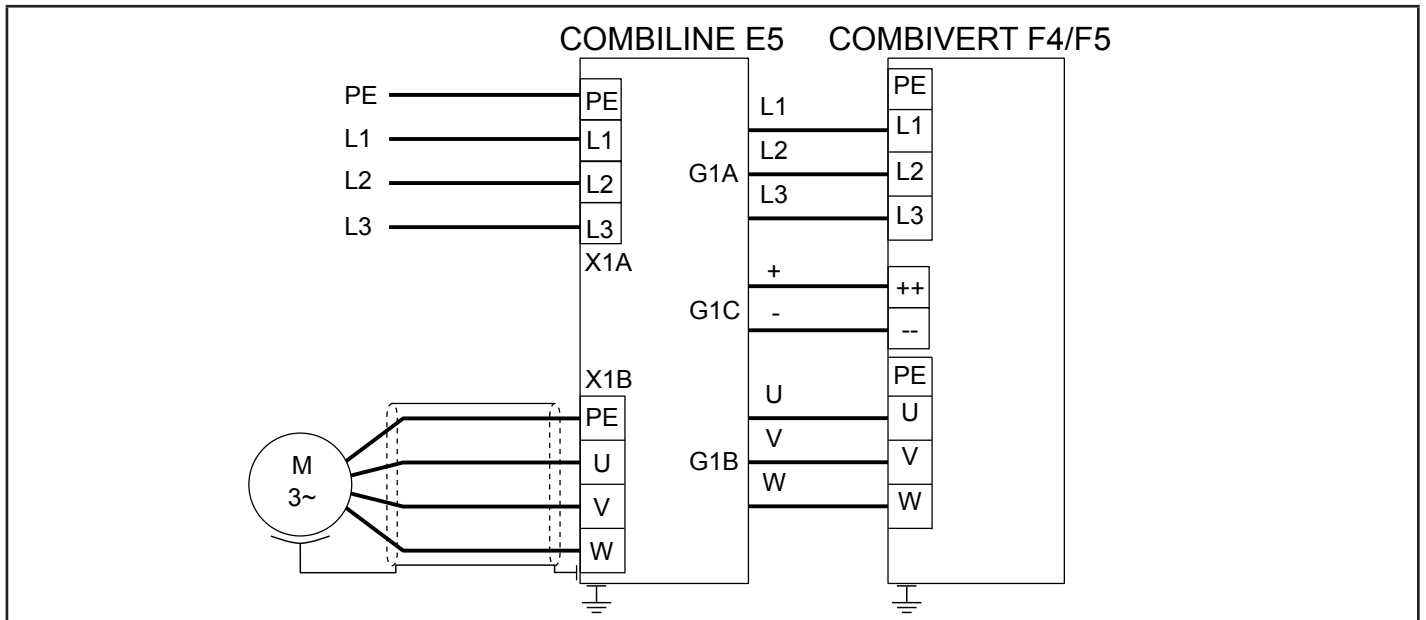 COMBILINE E5
COMBIVERT F4/F5
PE
L1
L2
L3
PE
L1
L2
L3
X1A
G1A
L1
L2
L3
PE
L1
L2
L3
G1C
+
-
++
--
X1B
PE
U
V
W
M
3~
G1B
U
V
W
PE
U
V
W